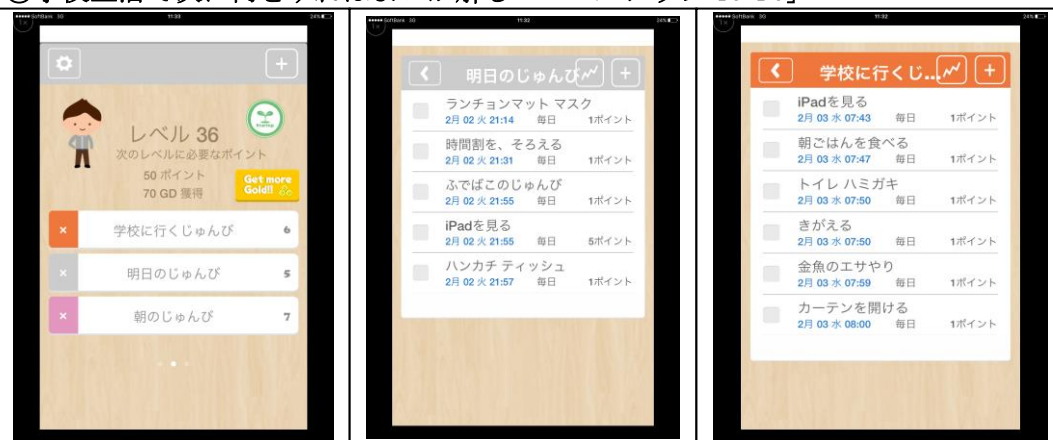 SoftBank 3G 11:33 24%
レベル 36
次のレベルに必要なポイント
50 ポイント
70 GD 獲得
Get more
Gold!!
× 学校に行くじゅんび 6
× 明日のじゅんび 5
× 朝のじゅんび 7
SoftBank 3G 11:32 24%
明日のじゅんび
ランチョンマット マスク
2月 02 火 21:14 毎日 1ポイント
時間割を、そろえる
2月 02 火 21:31 毎日 1ポイント
ふでばこのじゅんび
2月 02 火 21:55 毎日 1ポイント
iPadを見る
2月 02 火 21:55 毎日 5ポイント
ハンカチ ティッシュ
2月 02 火 21:57 毎日 1ポイント
SoftBank 3G 11:32 24%
学校に行くじ...
iPadを見る
2月 03 水 07:43 毎日 1ポイント
朝ごはんを食べる
2月 03 水 07:47 毎日 1ポイント
トイレ ハミガキ
2月 03 水 07:50 毎日 1ポイント
きがえる
2月 03 水 07:50 毎日 1ポイント
金魚のエサやり
2月 03 水 07:59 毎日 1ポイント
カーテンを開ける
2月 03 水 08:00 毎日 1ポイント